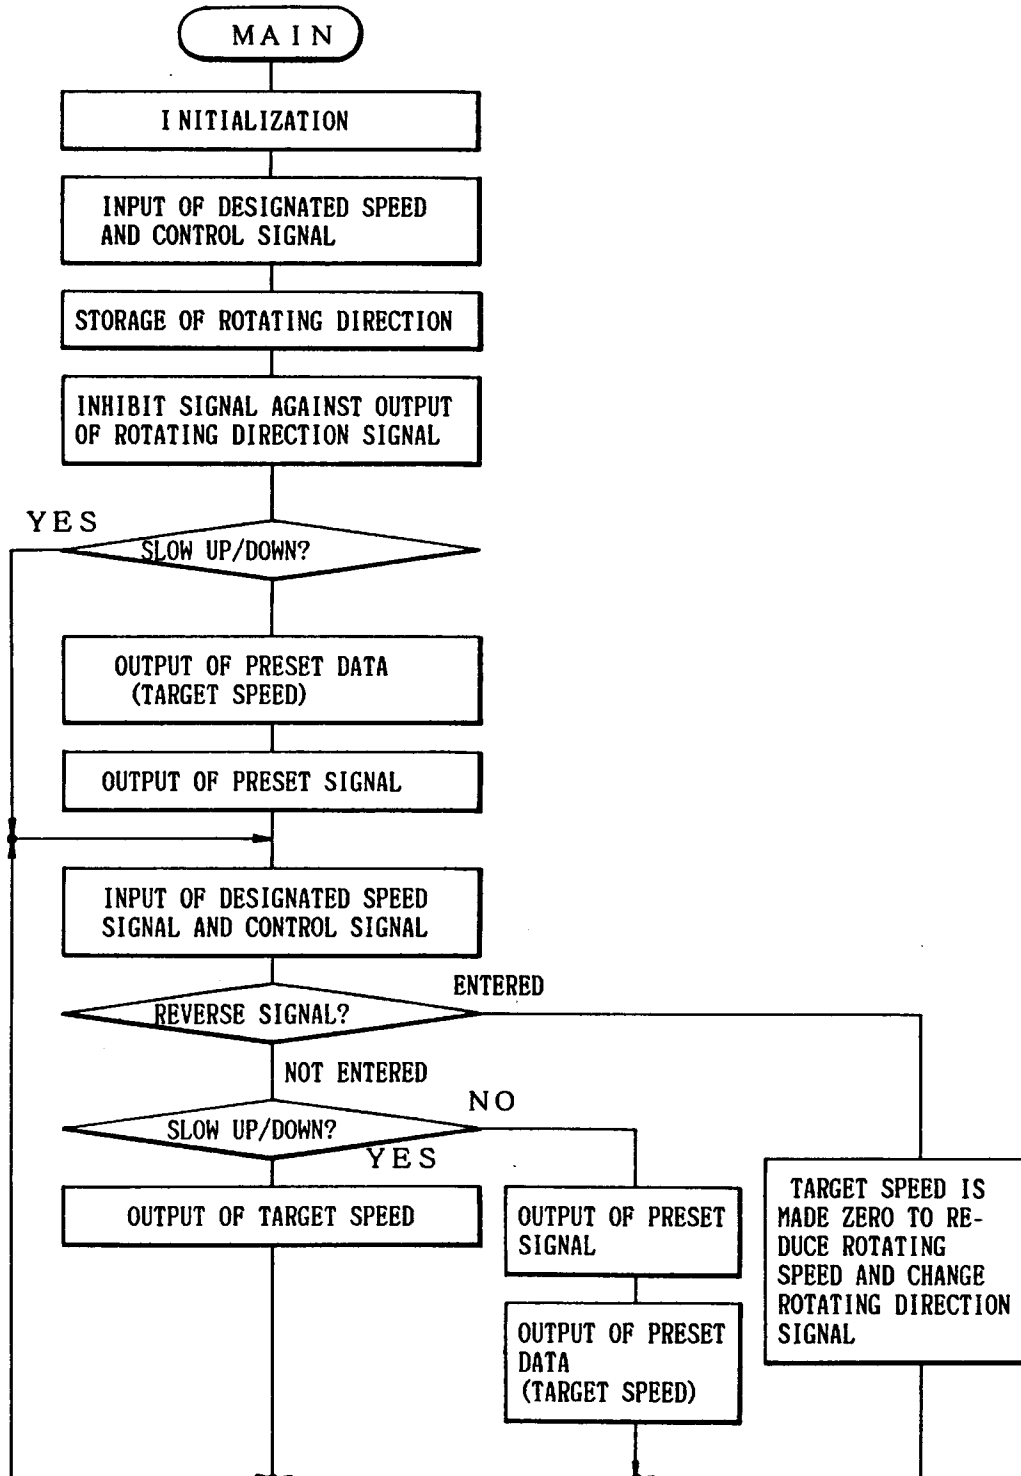 MAIN
INITIALIZATION
INPUT OF DESIGNATED SPEED
AND CONTROL SIGNAL
STORAGE OF ROTATING DIRECTION
INHIBIT SIGNAL AGAINST OUTPUT
OF ROTATING DIRECTION SIGNAL
YES
SLOW UP/DOWN?
OUTPUT OF PRESET DATA
(TARGET SPEED)
OUTPUT OF PRESET SIGNAL
INPUT OF DESIGNATED SPEED
SIGNAL AND CONTROL SIGNAL
ENTERED
REVERSE SIGNAL?
NOT ENTERED
NO
SLOW UP/DOWN?
YES
OUTPUT OF TARGET SPEED
OUTPUT OF PRESET
SIGNAL
OUTPUT OF PRESET
DATA
(TARGET SPEED)
TARGET SPEED IS
MADE ZERO TO RE-
DUCE ROTATING
SPEED AND CHANGE
ROTATING DIRECTION
SIGNAL